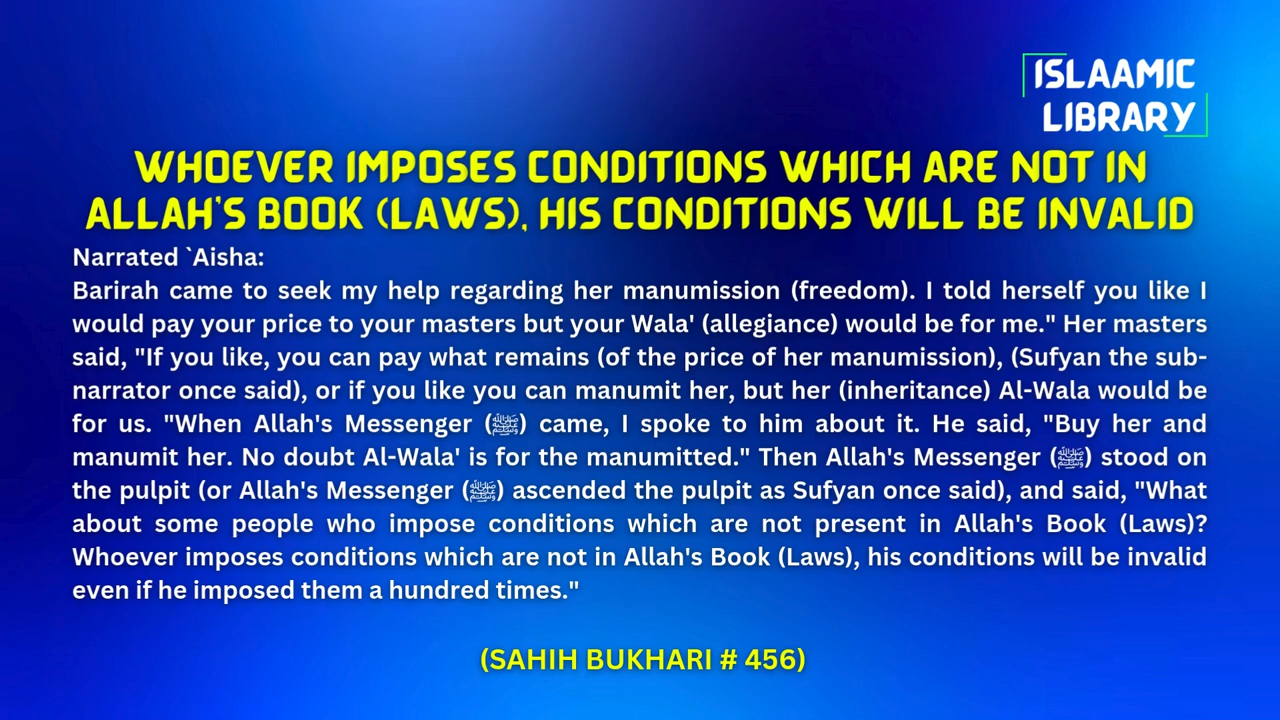 ISLAAMIC
LIBRARY
WHOEVER IMPOSES CONDITIONS WHICH ARE NOT IN
ALLAH'S BOOK (LAWS), HIS CONDITIONS WILL BE INVALID
Narrated `Aisha:
Barirah came to seek my help regarding her manumission (freedom). I told herself you like I
would pay your price to your masters but your Wala' (allegiance) would be for me." Her masters
said, "If you like, you can pay what remains (of the price of her manumission), (Sufyan the sub-
narrator once said), or if you like you can manumit her, but her (inheritance) Al-Wala would be
for us. "When Allah's Messenger (ﷺ) came, I spoke to him about it. He said, "Buy her and
manumit her. No doubt Al-Wala' is for the manumitted." Then Allah's Messenger (ﷺ) stood on
the pulpit (or Allah's Messenger (ﷺ) ascended the pulpit as Sufyan once said), and said, "What
about some people who impose conditions which are not present in Allah's Book (Laws)?
Whoever imposes conditions which are not in Allah's Book (Laws), his conditions will be invalid
even if he imposed them a hundred times."
(SAHIH BUKHARI # 456)